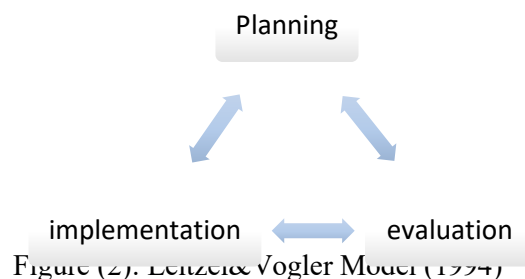 Planning
implementation evaluation
Figure (2): Leitzel& Vogler Model (1994)